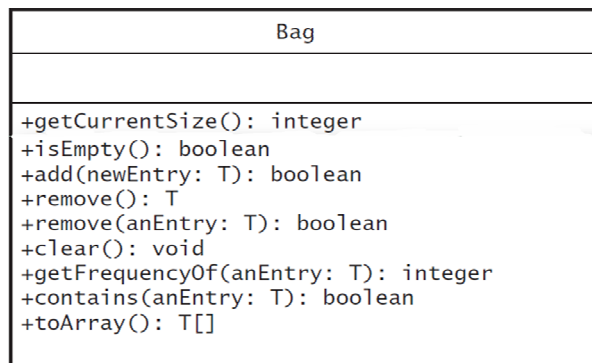 Bag
+getCurrentSize(): integer
+isEmpty(): boolean
+add(newEntry: T): boolean
+remove(): T
+remove(anEntry: T): boolean
+clear(): void
+getFrequencyOf(anEntry: T): integer
+contains(anEntry: T): boolean
+toArray(): T[]